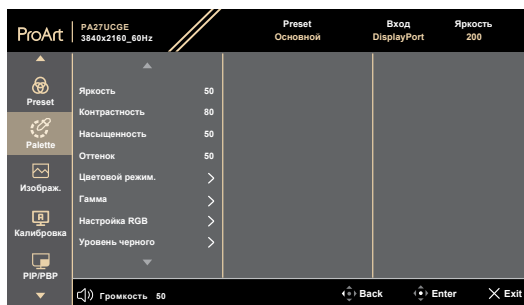 ProArt
PA27UCGE
3840x2160_60Hz
Preset
Основной
Вход
DisplayPort
Яркость
200
Preset
Palette
Изображ.
Калибровка
PIP/PBP
Яркость 50
Контрастность 80
Насыщенность 50
Оттенок 50
Цветовой режим.
Гамма
Настройка RGB
Уровень черного
Громкость 50
Back
Enter
Exit